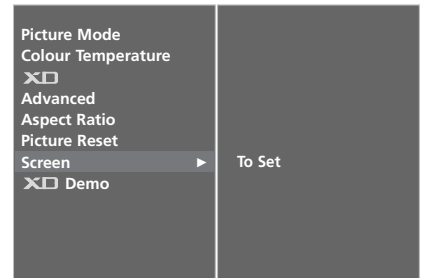 Picture Mode
Colour Temperature
XD
Advanced
Aspect Ratio
Picture Reset
Screen ► To Set
XD Demo